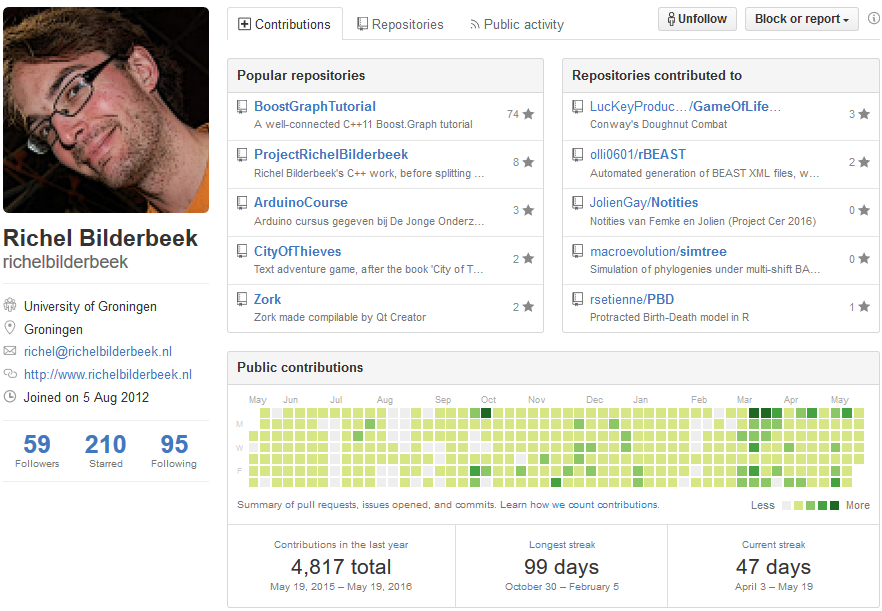 Contributions
Repositories
Public activity
Unfollow
Block or report
Richel Bilderbeek
richelbilderbeek
University of Groningen
Groningen
richel@richelbilderbeek.nl
http://www.richelbilderbeek.nl
Joined on 5 Aug 2012
59 210 95
Followers Starred Following
Popular repositories
BoostGraphTutorial
A well-connected C++11 Boost.Graph tutorial
74
ProjectRichelBilderbeek
Richel Bilderbeek's C++ work, before splitting …
8
ArduinoCourse
Arduino cursus gegeven bij De Jonge Onderz…
3
CityOfThieves
Text adventure game, after the book 'City of T…
2
Zork
Zork made compilable by Qt Creator
2
Repositories contributed to
LucKeyProduc…/GameOfLife…
Conway's Doughnut Combat
3
olli0601/rBEAST
Automated generation of BEAST XML files, w…
2
JolienGay/Notities
Notities van Femke en Jolien (Project Cer 2016)
0
macroevolution/simtree
Simulation of phylogenies under multi-shift BA…
0
rsetienne/PBD
Protracted Birth-Death model in R
1
Public contributions
May Jun Jul Aug Sep Oct Nov Dec Jan Feb Mar Apr May
M
W
F
Summary of pull requests, issues opened, and commits. Learn how we count contributions.
Less More
Contributions in the last year
4,817 total
May 19, 2015 – May 19, 2016
Longest streak
99 days
October 30 – February 5
Current streak
47 days
April 3 – May 19